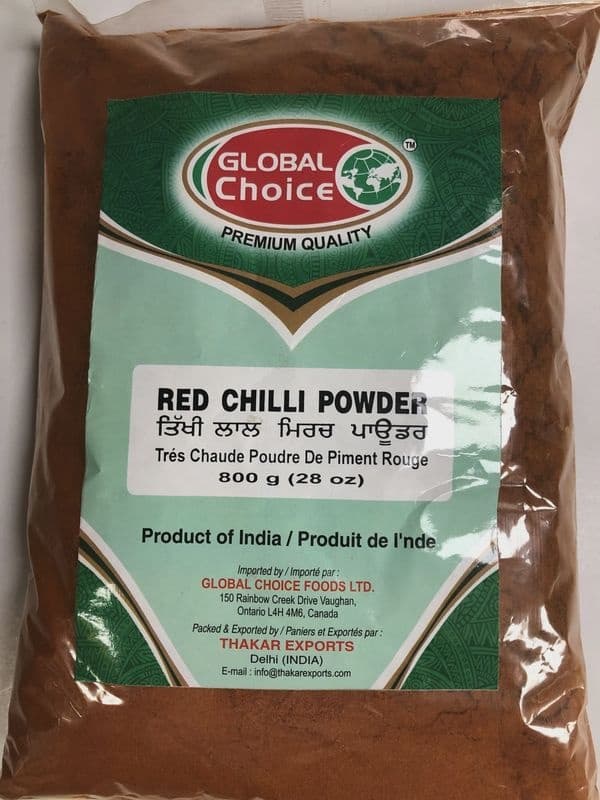 GLOBAL
Choice
TM
PREMIUM QUALITY
RED CHILLI POWDER
ਤਿੱਖੀ ਲਾਲ ਮਿਰਚ ਪਾਊਡਰ
Trés Chaude Poudre De Piment Rouge
800 g (28 oz)
Product of India / Produit de l'nde
Imported by / Importé par :
GLOBAL CHOICE FOODS LTD.
150 Rainbow Creek Drive Vaughan,
Ontario L4H 4M6, Canada
Packed & Exported by / Paniers et Exportés par :
THAKAR EXPORTS
Delhi (INDIA)
E-mail : info@thakarexports.com